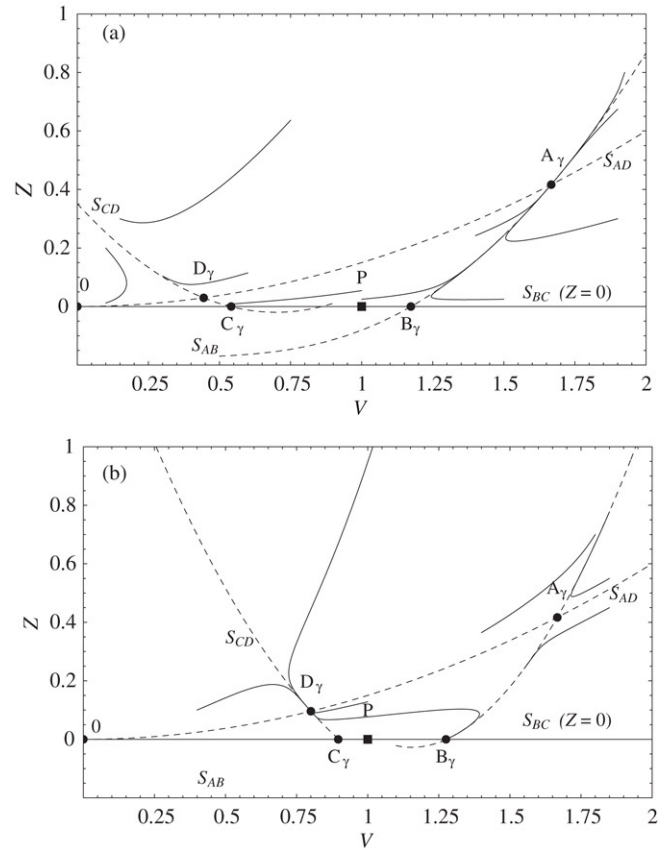 (a)
1
0.8
0.6
0.4
0.2
0
Z
S_CD
0
D_γ
C_γ
S_AB
P
B_γ
A_γ
S_AD
S_BC (Z = 0)
0.25 0.5 0.75 1 1.25 1.5 1.75 2
V
(b)
1
0.8
0.6
0.4
0.2
0
Z
S_CD
0
D_γ
C_γ
S_AB
P
B_γ
A_γ
S_AD
S_BC (Z = 0)
0.25 0.5 0.75 1 1.25 1.5 1.75 2
V